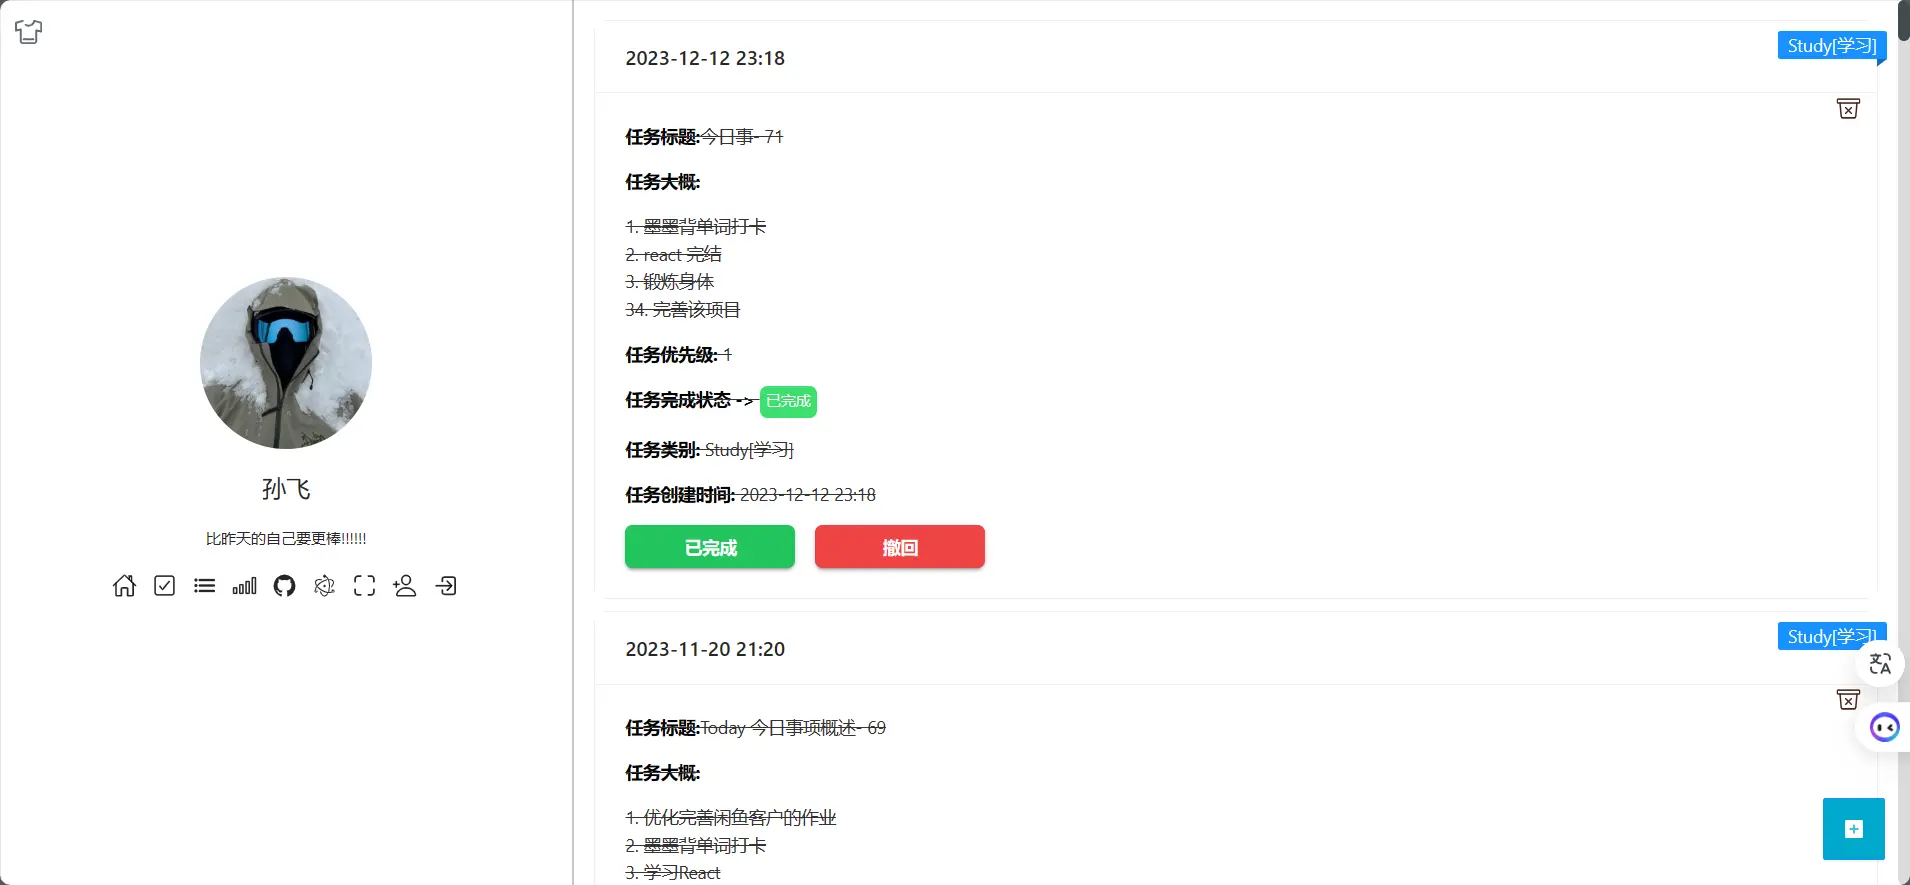 孙飞
比昨天的自己要更棒!!!!!!
2023-12-12 23:18
Study[学习]
任务标题:今日事- 71
任务大概:
1. 墨墨背单词打卡
2. react 完结
3. 锻炼身体
34. 完善该项目
任务优先级: 1
任务完成状态 -> 已完成
任务类别: Study[学习]
任务创建时间: 2023-12-12 23:18
已完成 撤回
2023-11-20 21:20
Study[学习]
任务标题:Today 今日事项概述- 69
任务大概:
1. 优化完善闲鱼客户的作业
2. 墨墨背单词打卡
3. 学习React